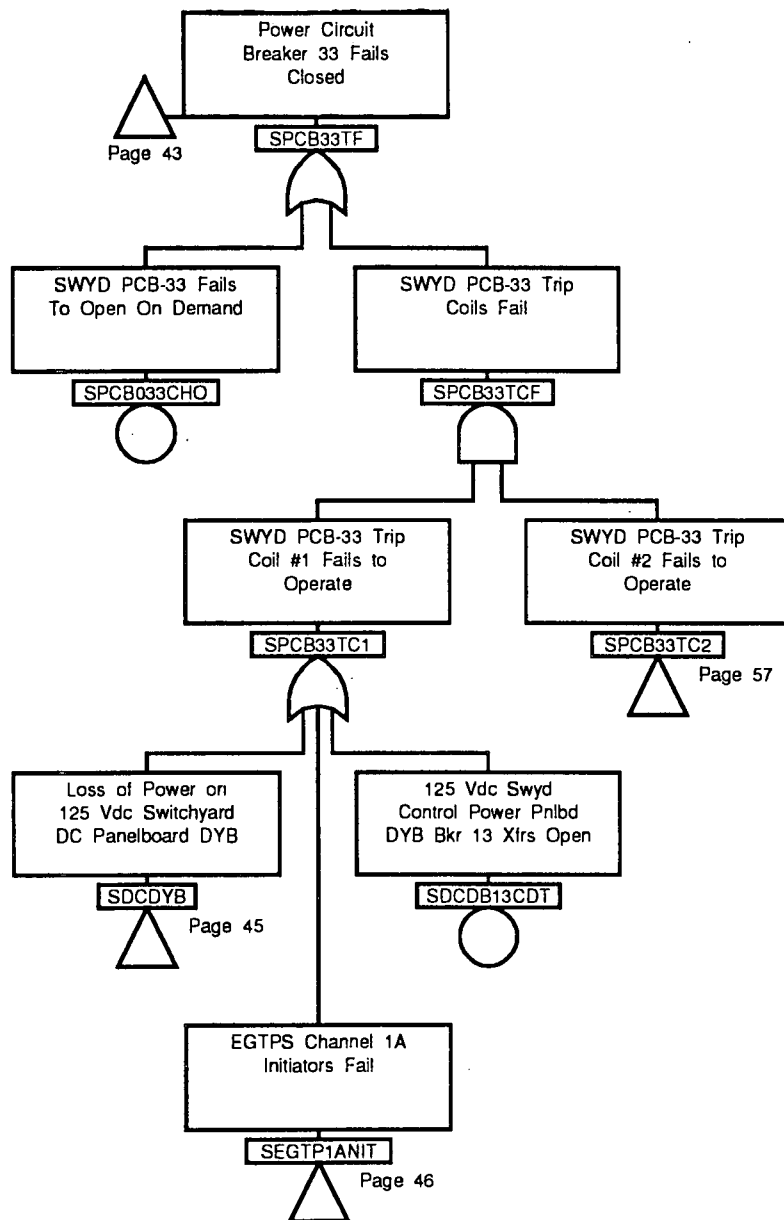 Power Circuit
Breaker 33 Fails
Closed
Page 43
SPCB33TF
SWYD PCB-33 Fails
To Open On Demand
SPCB033CHO
SWYD PCB-33 Trip
Coils Fail
SPCB33TCF
SWYD PCB-33 Trip
Coil #1 Fails to
Operate
SPCB33TC1
SWYD PCB-33 Trip
Coil #2 Fails to
Operate
SPCB33TC2
Page 57
Loss of Power on
125 Vdc Switchyard
DC Panelboard DYB
SDCDYB
Page 45
125 Vdc Swyd
Control Power Pnlbd
DYB Bkr 13 Xfrs Open
SDCDB13CDT
EGTPS Channel 1A
Initiators Fail
SEGTP1ANIT
Page 46